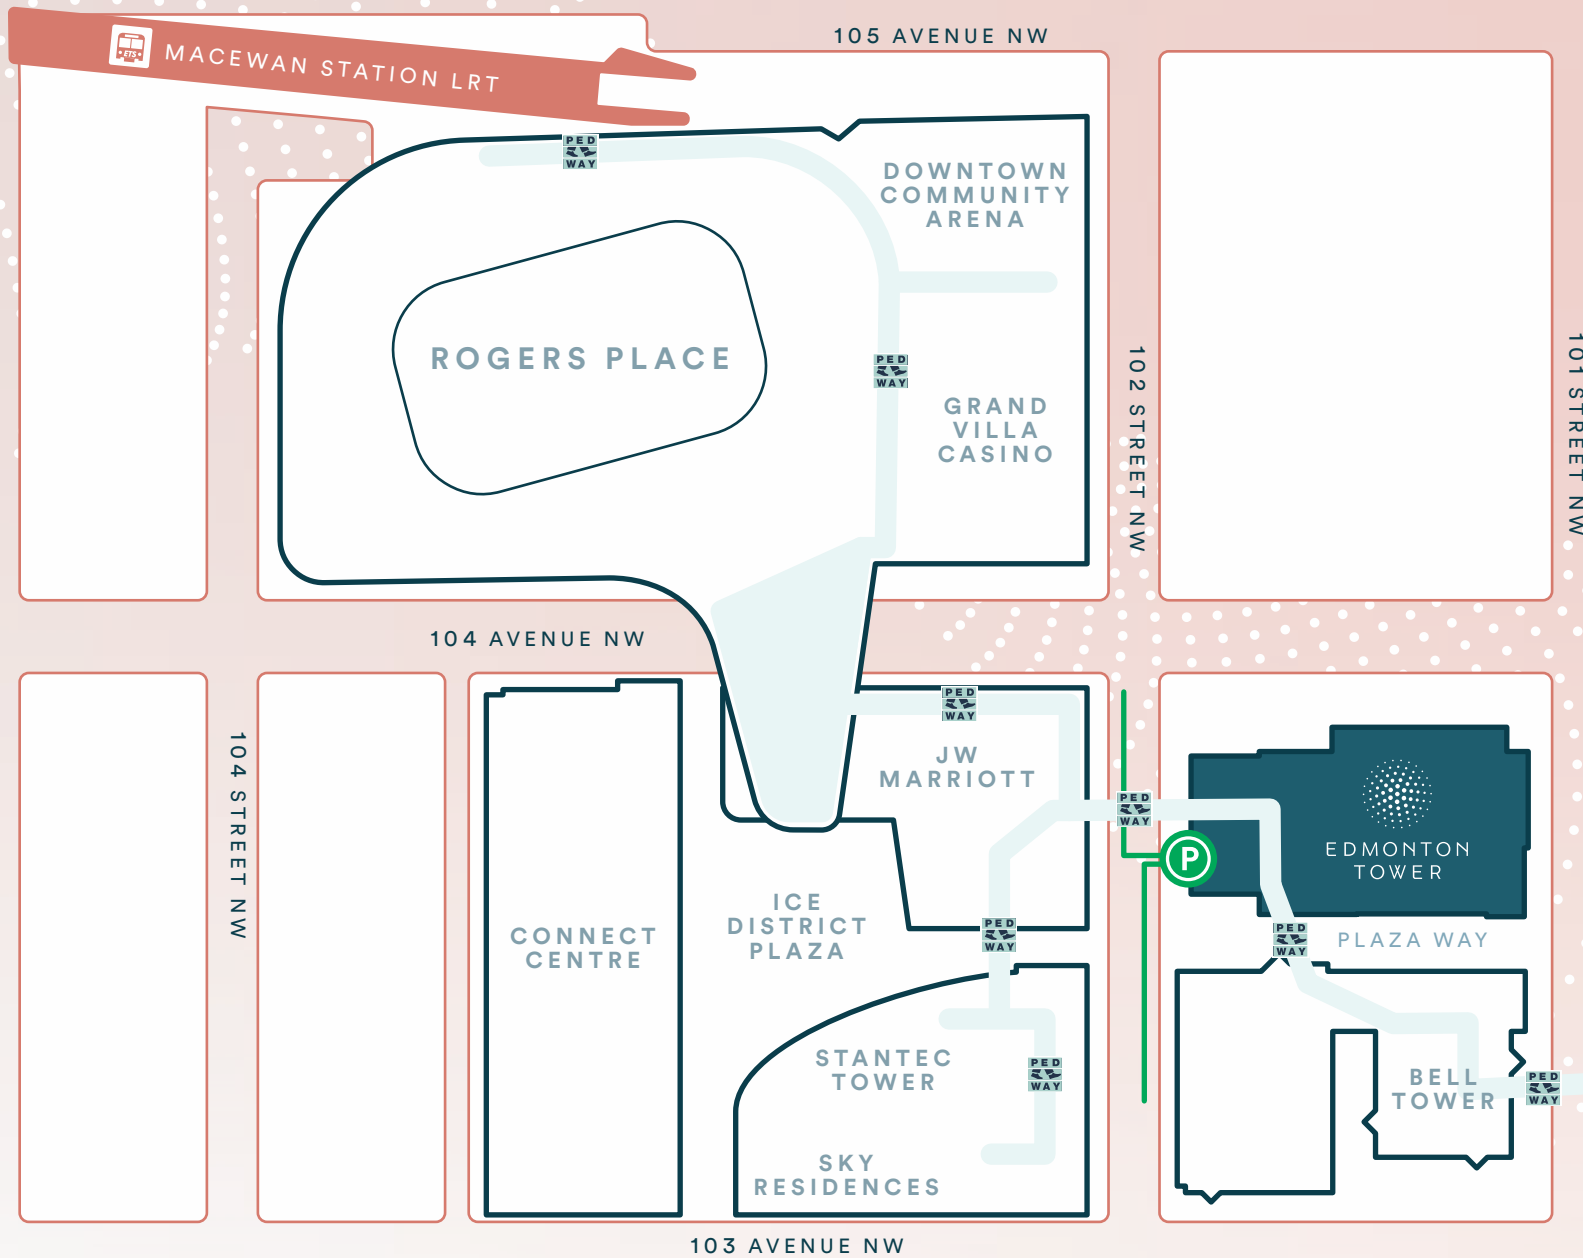 105 AVENUE NW
ETS
MACEWAN STATION LRT
PED
WAY
DOWNTOWN
COMMUNITY
ARENA
ROGERS PLACE
PED
WAY
GRAND
VILLA
CASINO
102 STREET NW
101 STREET NW
104 AVENUE NW
104 STREET NW
PED
WAY
JW
MARRIOTT
PED
WAY
P
EDMONTON
TOWER
ICE
DISTRICT
PLAZA
CONNECT
CENTRE
PED
WAY
PED
WAY
PLAZA WAY
STANTEC
TOWER
PED
WAY
BELL
TOWER
PED
WAY
SKY
RESIDENCES
103 AVENUE NW